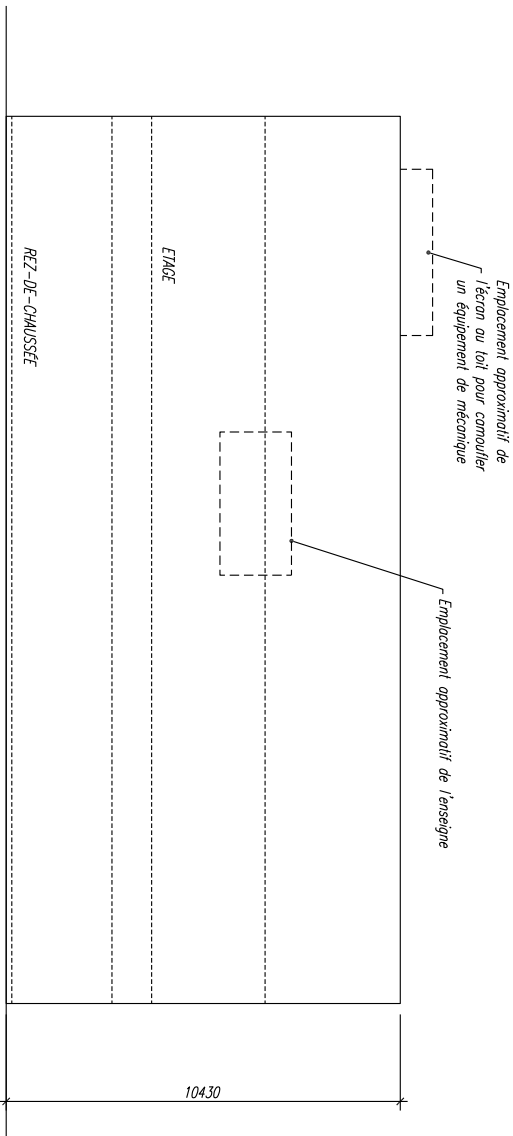 Emplacement approximatif de
l'écran au toit pour camoufler
un équipement de mécanique
Emplacement approximatif de l'enseigne
ETAGE
REZ-DE-CHAUSSÉE
10430